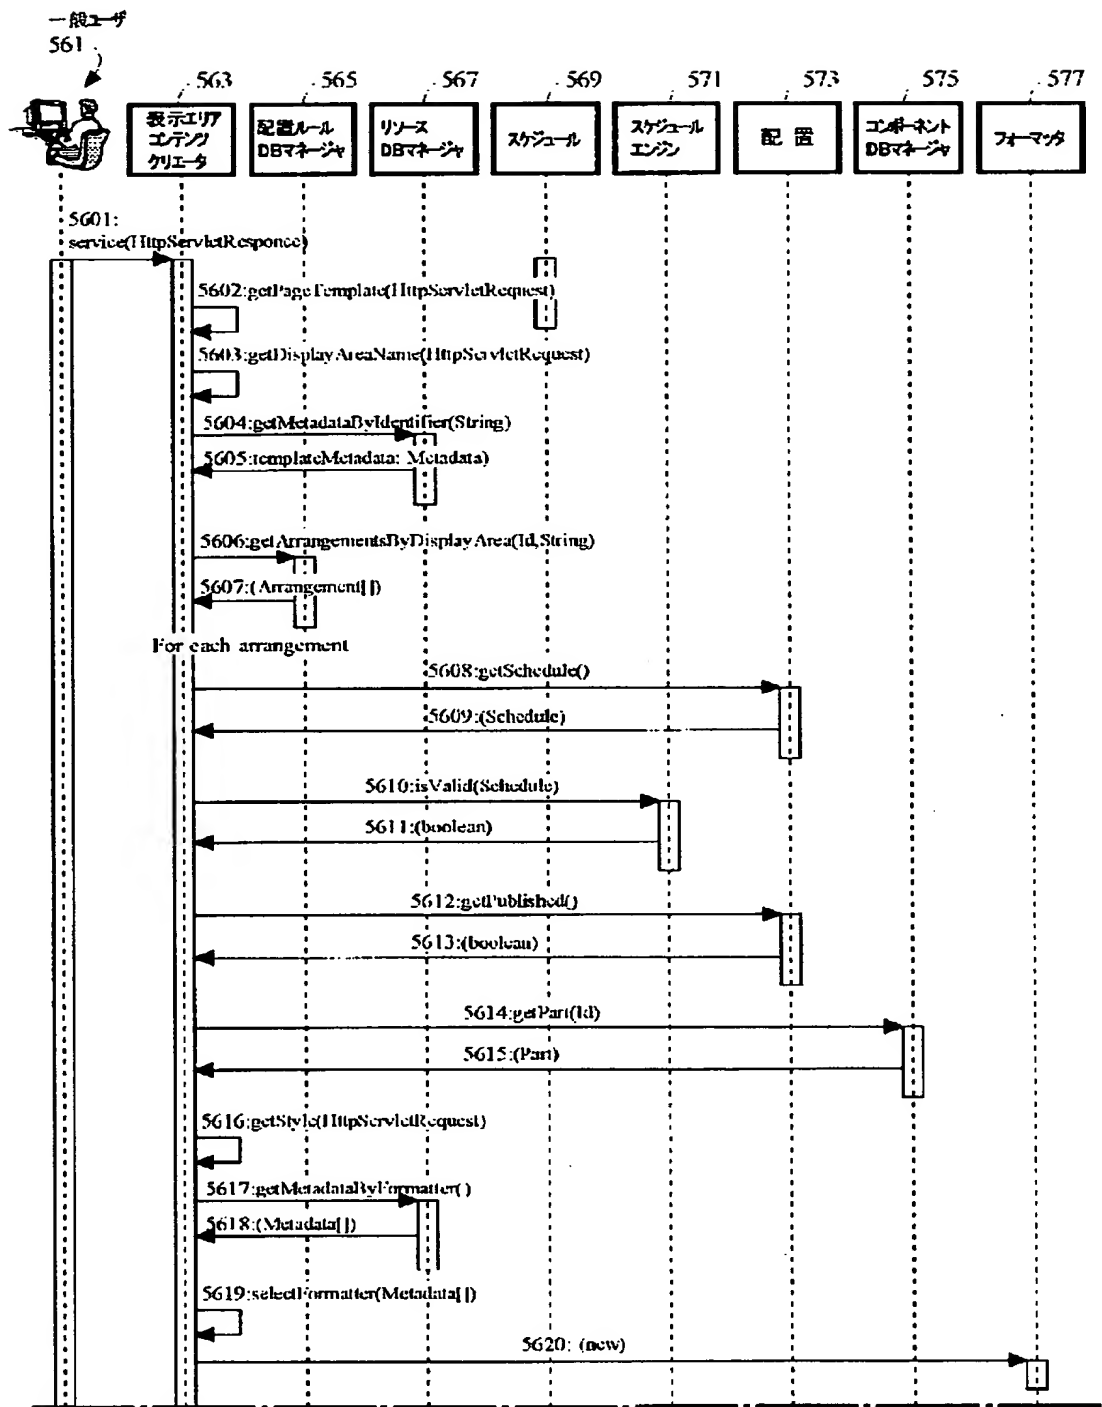 一般ユーザ
561
563
565
567
569
571
573
575
577
表示エリア
コンテンツ
クリエータ
配置ルール
DBマネージャ
リソース
DBマネージャ
スケジュール
スケジュール
エンジン
配 置
コンポーネント
DBマネージャ
フォーマッタ
5601:
service(HttpServletResponce)
5602:getPageTemplate(HttpServletRequest)
5603:getDisplayAreaName(HttpServletRequest)
5604:getMetadataByIdentifier(String)
5605:templateMetadata: Metadata)
5606:getArrangementsByDisplayArea(Id,String)
5607:(Arrangement[])
For each arrangement
5608:getSchedule()
5609:(Schedule)
5610:isValid(Schedule)
5611:(boolean)
5612:getPublished()
5613:(boolean)
5614:getPart(Id)
5615:(Part)
5616:getStyle(HttpServletRequest)
5617:getMetadataByFormatter()
5618:(Metadata[])
5619:selectFormatter(Metadata[])
5620: (new)